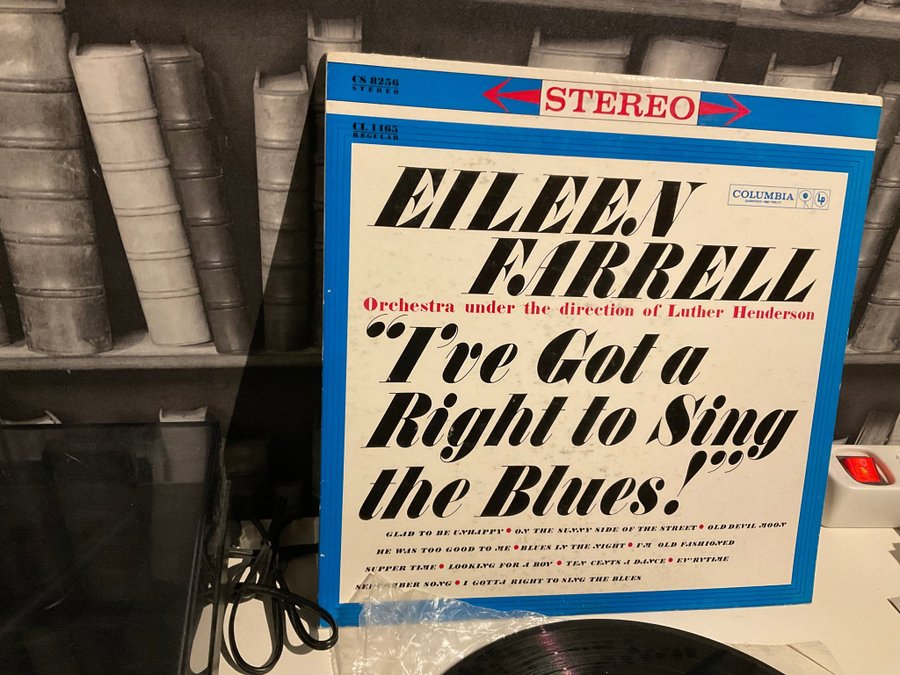 CS 8256
STEREO
STEREO
CL 1465
REGULAR
COLUMBIA
LP
EILEEN
FARRELL
Orchestra under the direction of Luther Henderson
“I’ve Got a
Right to Sing
the Blues!”
GLAD TO BE UNHAPPY • ON THE SUNNY SIDE OF THE STREET • OLD DEVIL MOON
HE WAS TOO GOOD TO ME • BLUES IN THE NIGHT • I'M OLD FASHIONED
SUPPER TIME • LOOKING FOR A BOY • TEN CENTS A DANCE • EV'RYTIME
SEPTEMBER SONG • I GOTTA RIGHT TO SING THE BLUES